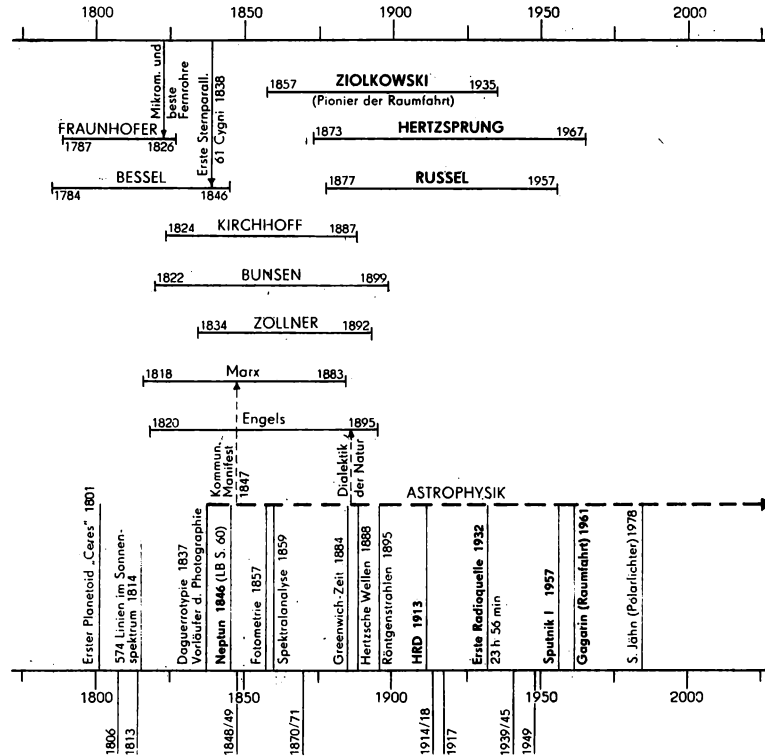 1800 1850 1900 1950 2000
Mikrom. und
beste
Fernrohre
Erste Sternparall.
61 Cygni 1838
1857 ZIOLKOWSKI 1935
(Pionier der Raumfahrt)
FRAUNHOFER
1787 1826
1873 HERTZSPRUNG 1967
BESSEL
1784 1846
1877 RUSSEL 1957
1824 KIRCHHOFF 1887
1822 BUNSEN 1899
1834 ZÖLLNER 1892
1818 Marx 1883
1820 Engels 1895
Kommun.
Manifest
1847
Dialektik
der Natur
ASTROPHYSIK
Erster Planetoid „Ceres" 1801
574 Linien im Sonnen-
spektrum 1814
Daguerrotypie 1837
Vorläufer d. Photographie
Neptun 1846 (LB S. 60)
Fotometrie 1857
Spektralanalyse 1859
Greenwich-Zeit 1884
Hertzsche Wellen 1888
Röntgenstrahlen 1895
HRD 1913
Erste Radioquelle 1932
23 h 56 min
Sputnik I 1957
Gagarin (Raumfahrt) 1961
S. Jähn (Polarlichter) 1978
1800 1850 1900 1950 2000
1806
1813
1848/49
1870/71
1914/18
1917
1939/45
1949